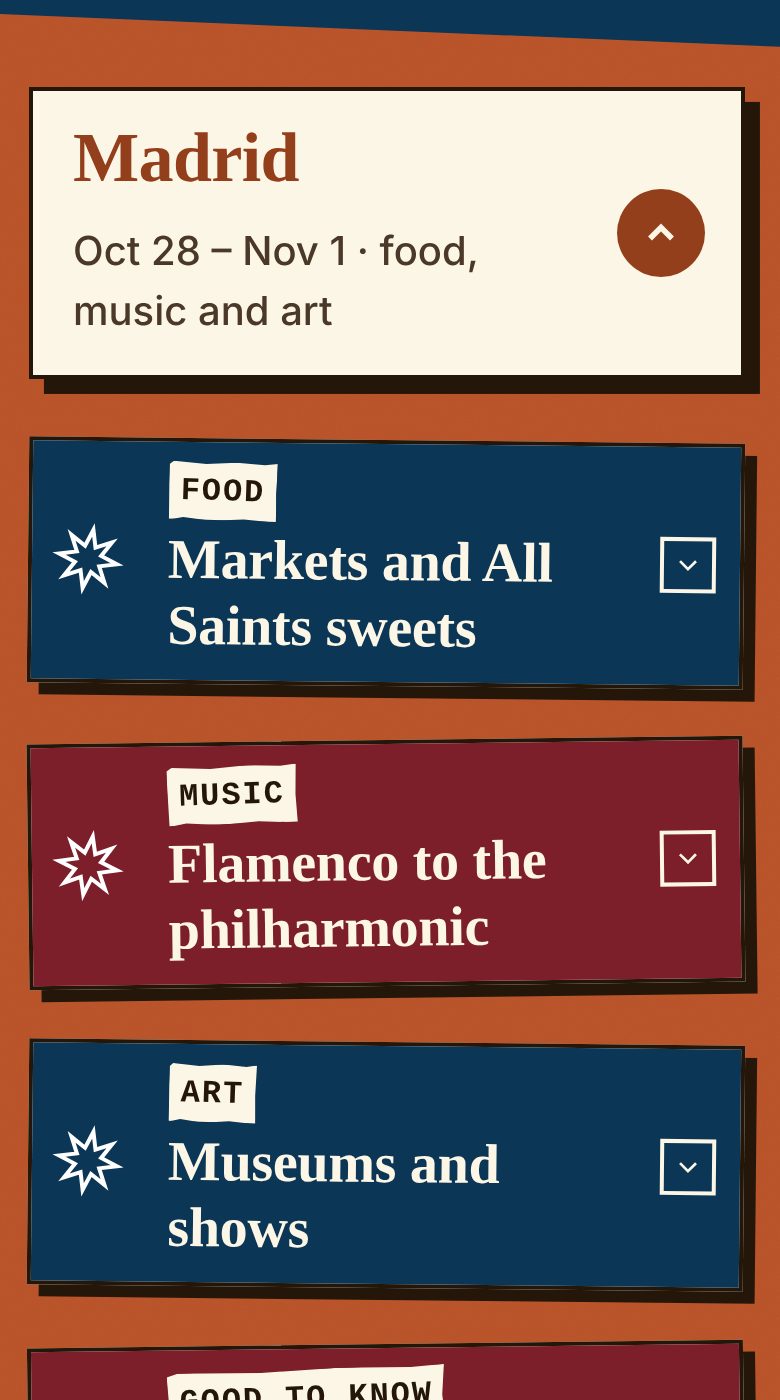 Madrid
Oct 28 – Nov 1 · food,
music and art
FOOD
Markets and All
Saints sweets
MUSIC
Flamenco to the
philharmonic
ART
Museums and
shows
GOOD TO KNOW